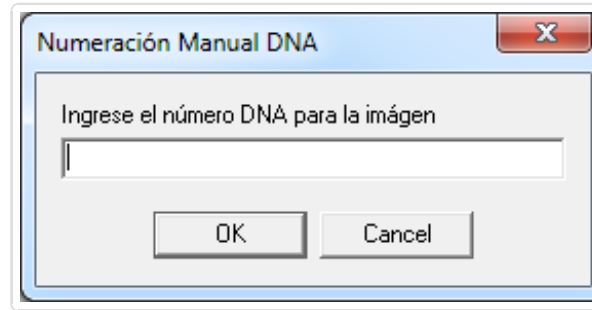 Numeración Manual DNA
Ingrese el número DNA para la imágen
OK Cancel